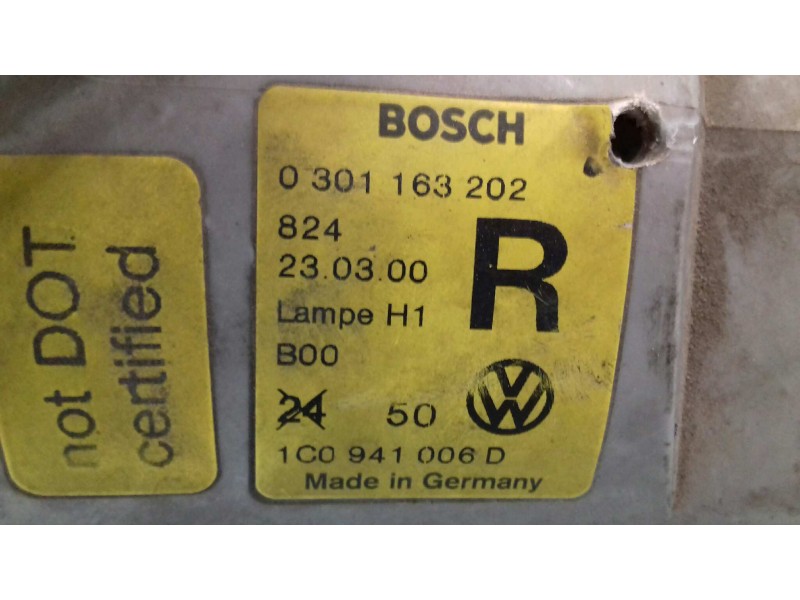 not DOT
certified
BOSCH
0 301 163 202
824
23.03.00
R
Lampe H1
B00
24 50
VW
1C0 941 006 D
Made in Germany